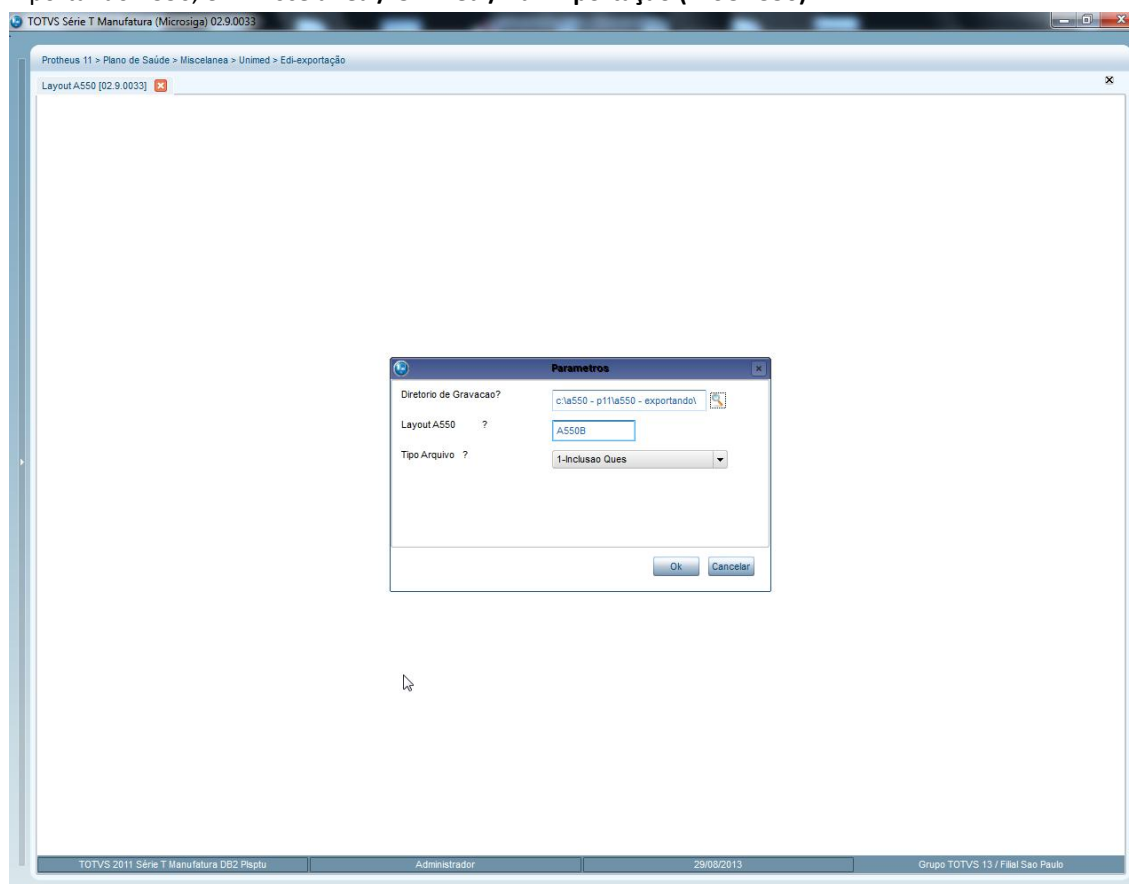 TOTVS Série T Manufatura (Microsiga) 02.9.0033
Protheus 11 > Plano de Saúde > Miscelanea > Unimed > Edi-exportação
Layout A550 [02.9.0033]
Parametros
Diretorio de Gravacao? c:\a550 - p11\a550 - exportando\
Layout A550 ? A550B
Tipo Arquivo ? 1-Inclusao Ques
Ok Cancelar
TOTVS 2011 Série T Manufatura DB2 Plsptu Administrador 29/08/2013 Grupo TOTVS 13 / Filial Sao Paulo